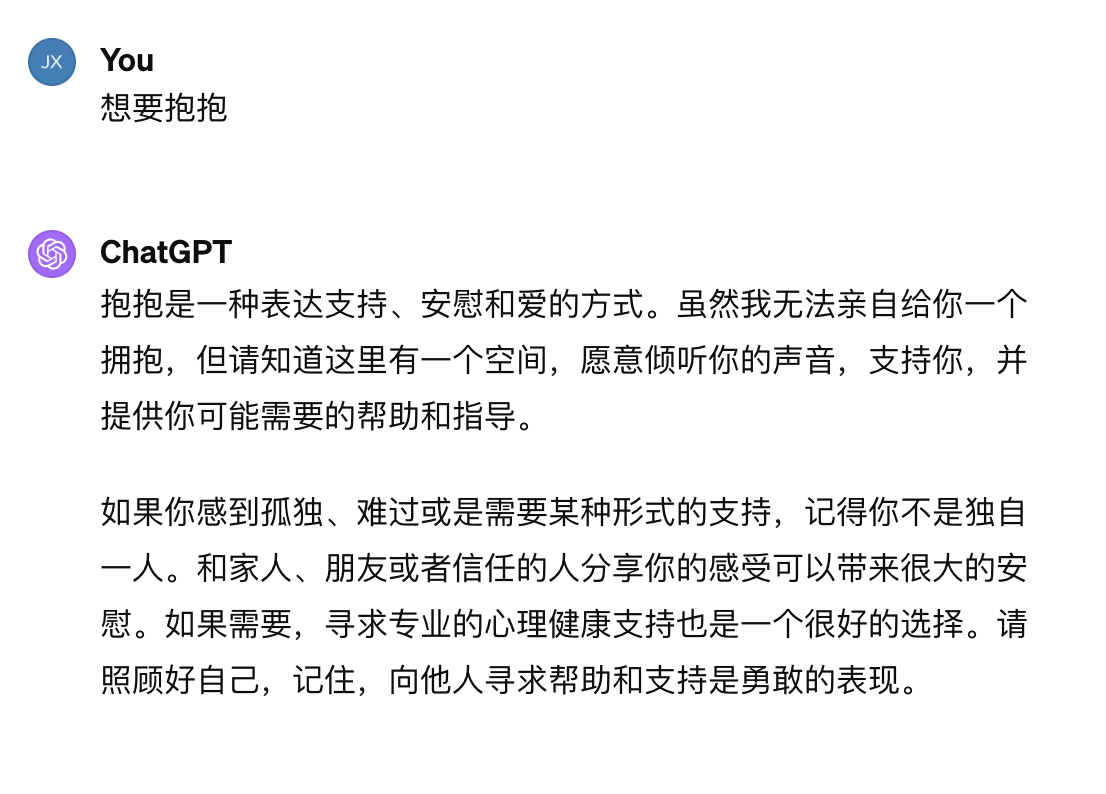 JX
You
想要抱抱
ChatGPT
抱抱是一种表达支持、安慰和爱的方式。虽然我无法亲自给你一个
拥抱，但请知道这里有一个空间，愿意倾听你的声音，支持你，并
提供你可能需要的帮助和指导。
如果你感到孤独、难过或是需要某种形式的支持，记得你不是独自
一人。和家人、朋友或者信任的人分享你的感受可以带来很大的安
慰。如果需要，寻求专业的心理健康支持也是一个很好的选择。请
照顾好自己，记住，向他人寻求帮助和支持是勇敢的表现。